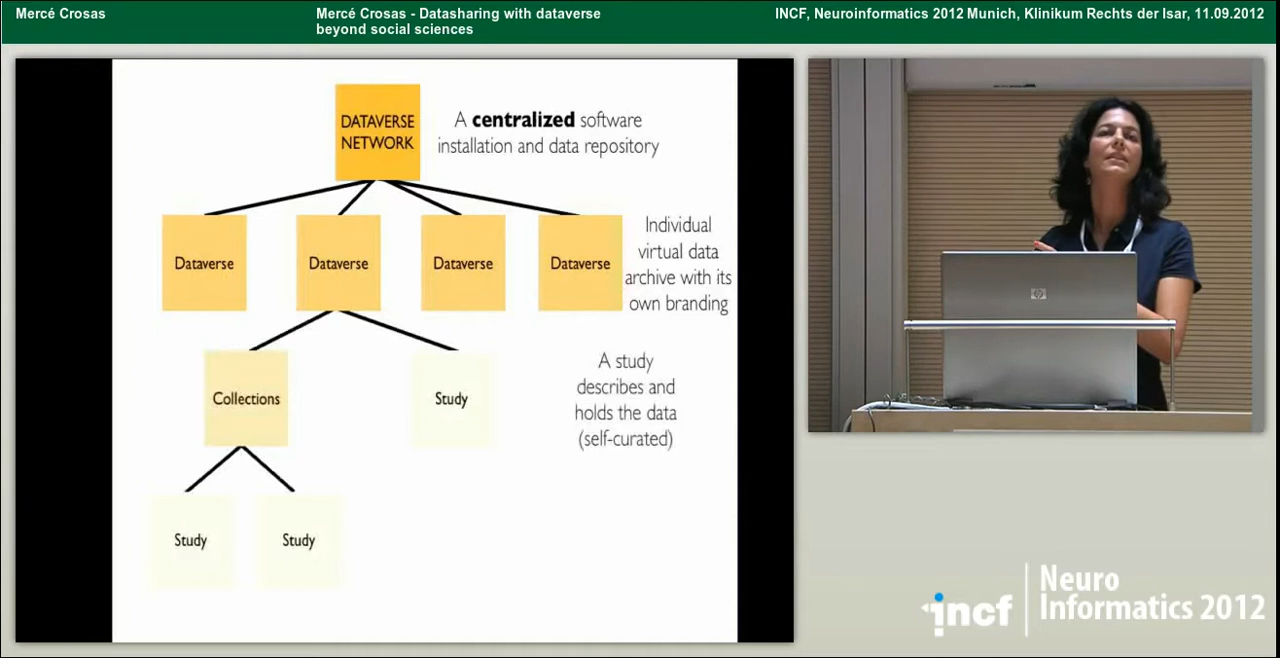 Mercé Crosas
Mercé Crosas - Datasharing with dataverse
beyond social sciences
INCF, Neuroinformatics 2012 Munich, Klinikum Rechts der Isar, 11.09.2012
DATAVERSE
NETWORK
A centralized software
installation and data repository
Dataverse
Dataverse
Dataverse
Dataverse
Individual
virtual data
archive with its
own branding
Collections
Study
A study
describes and
holds the data
(self-curated)
Study
Study
hp
incf
Neuro
Informatics 2012